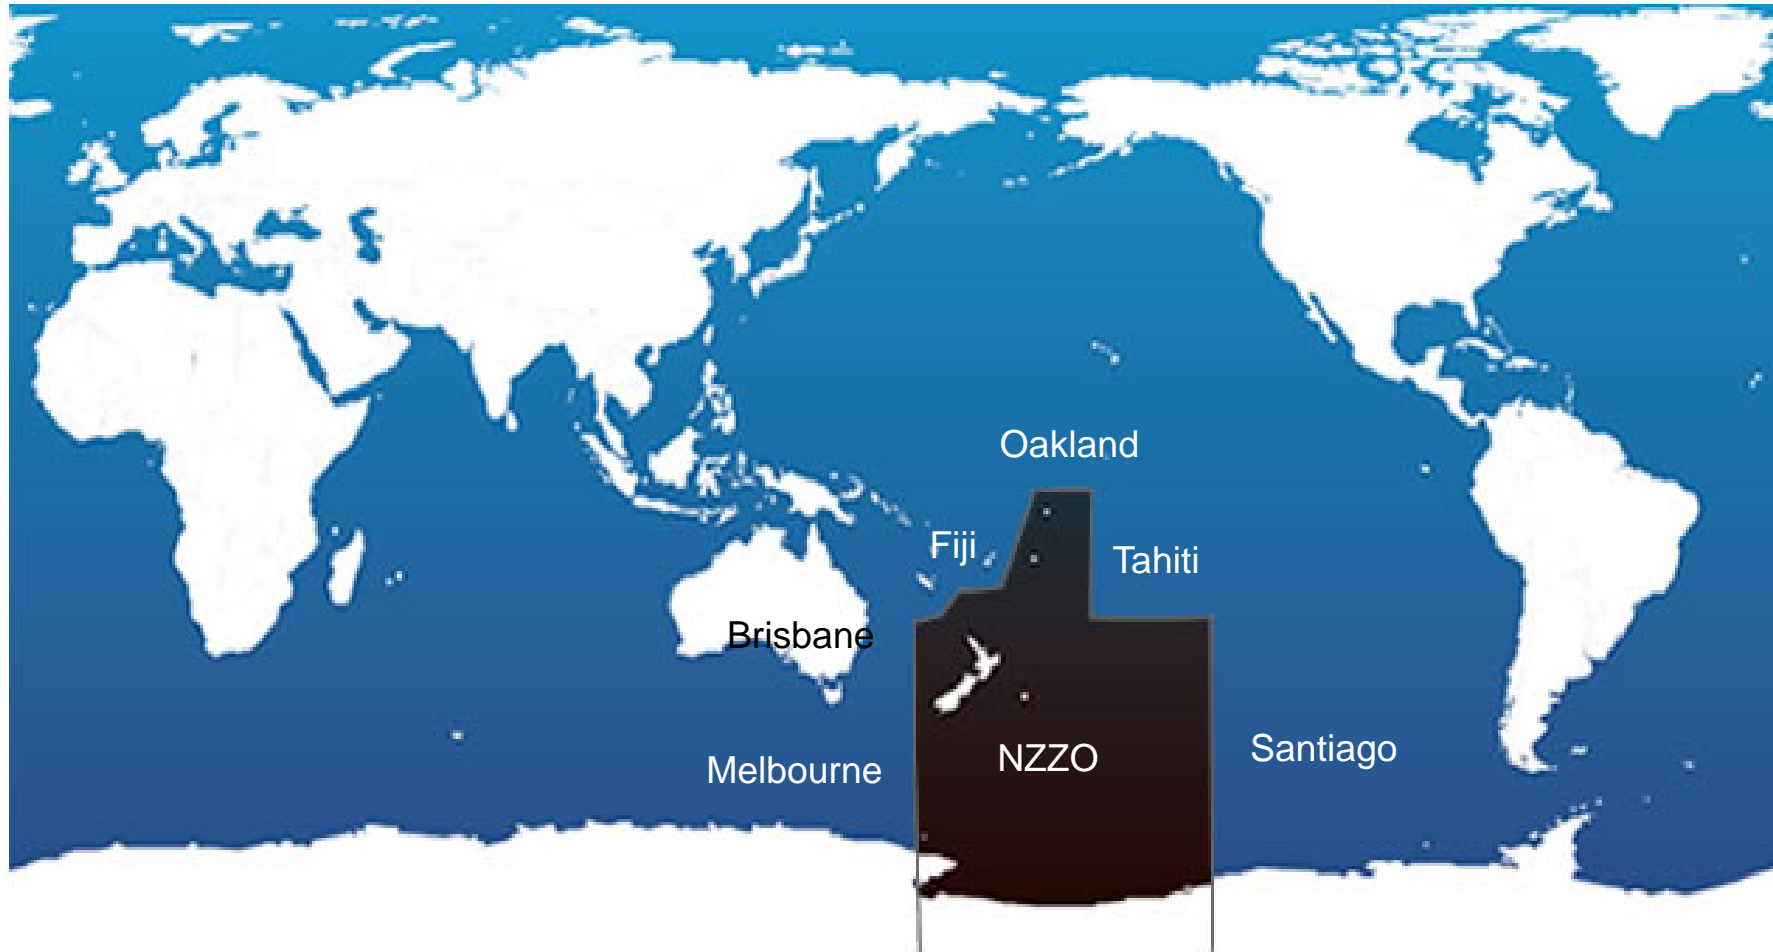 Oakland
Fiji
Tahiti
Brisbane
Melbourne
NZZO
Santiago